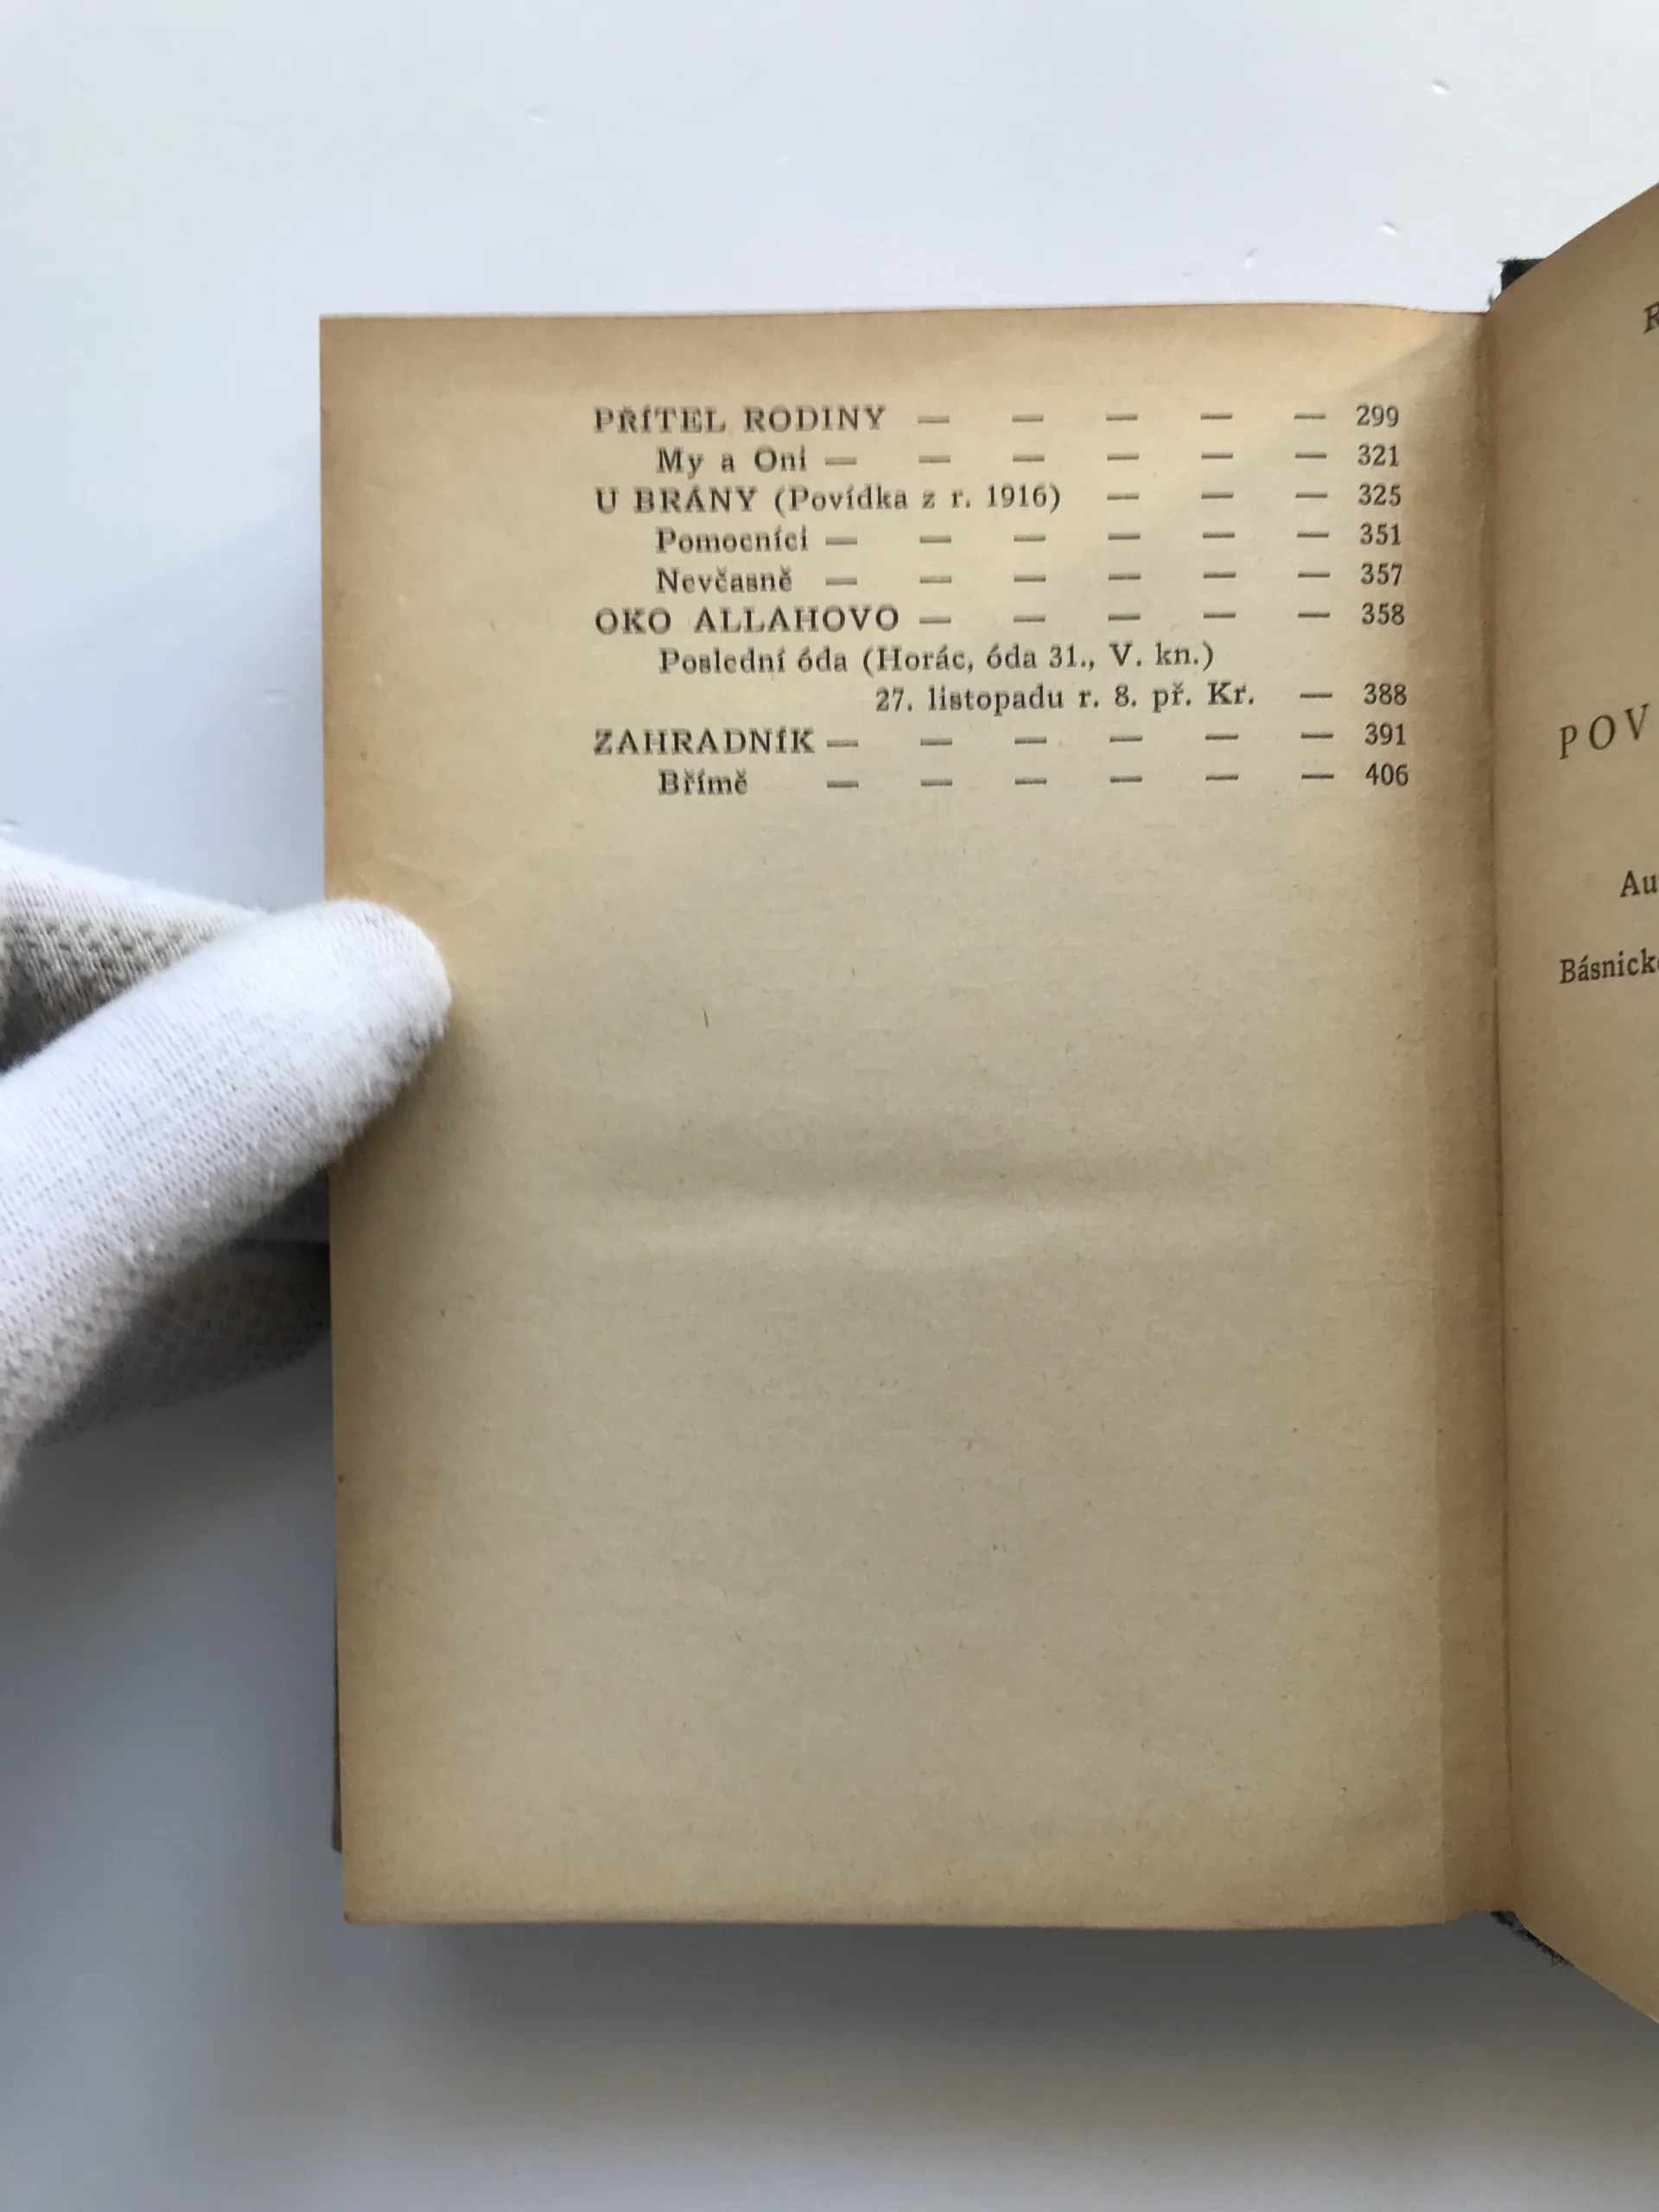 PŘÍTEL RODINY — — — — — 299
My a Oni — — — — — — 321
U BRÁNY (Povídka z r. 1916) — — — 325
Pomocníci — — — — — — 351
Nevčasně — — — — — — 357
OKO ALLAHOVO — — — — — 358
Poslední óda (Horác, óda 31., V. kn.)
27. listopadu r. 8. př. Kr. — 388
ZAHRADNÍK — — — — — — 391
Břímě — — — — — — 406
R
POV
Au
Básnick